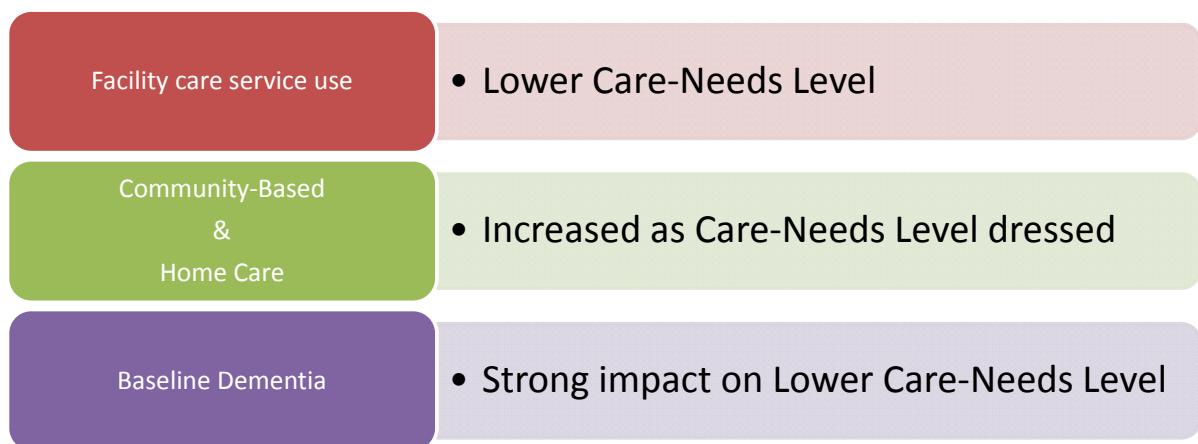 Facility care service use
• Lower Care-Needs Level
Community-Based
&
Home Care
• Increased as Care-Needs Level dressed
Baseline Dementia
• Strong impact on Lower Care-Needs Level